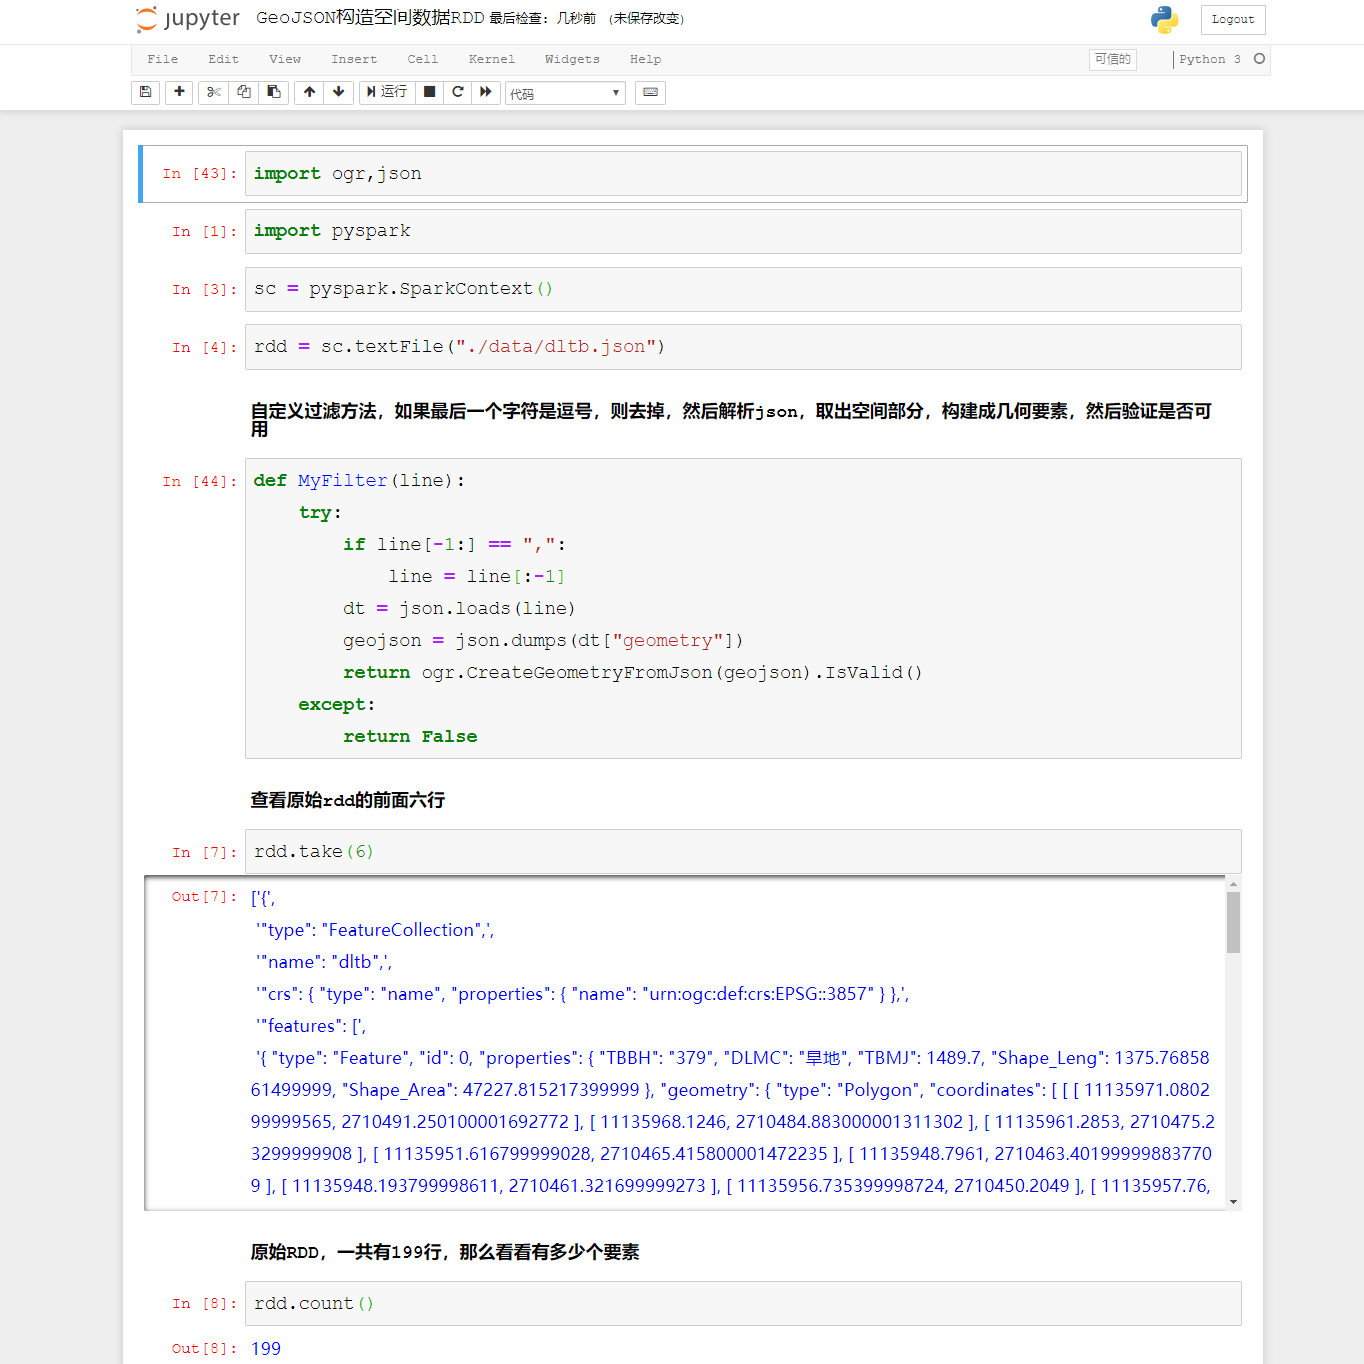 jupyter GeoJSON构造空间数据RDD 最后检查: 几秒前 (未保存改变) Logout
File Edit View Insert Cell Kernel Widgets Help 可信的 Python 3
运行 代码
In [43]: import ogr,json
In [1]: import pyspark
In [3]: sc = pyspark.SparkContext()
In [4]: rdd = sc.textFile("./data/dltb.json")
自定义过滤方法，如果最后一个字符是逗号，则去掉，然后解析json，取出空间部分，构建成几何要素，然后验证是否可
用
In [44]: def MyFilter(line):
try:
if line[-1:] == ",":
line = line[:-1]
dt = json.loads(line)
geojson = json.dumps(dt["geometry"])
return ogr.CreateGeometryFromJson(geojson).IsValid()
except:
return False
查看原始rdd的前面六行
In [7]: rdd.take(6)
Out[7]: ['{',
'"type": "FeatureCollection",',
'"name": "dltb",',
'"crs": { "type": "name", "properties": { "name": "urn:ogc:def:crs:EPSG::3857" } },',
'"features": [',
'{ "type": "Feature", "id": 0, "properties": { "TBBH": "379", "DLMC": "旱地", "TBMJ": 1489.7, "Shape_Leng": 1375.76858
61499999, "Shape_Area": 47227.815217399999 }, "geometry": { "type": "Polygon", "coordinates": [ [ [ 11135971.0802
99999565, 2710491.250100001692772 ], [ 11135968.1246, 2710484.883000001311302 ], [ 11135961.2853, 2710475.2
3299999908 ], [ 11135951.616799999028, 2710465.415800001472235 ], [ 11135948.7961, 2710463.40199999883770
9 ], [ 11135948.193799998611, 2710461.321699999273 ], [ 11135956.735399998724, 2710450.2049 ], [ 11135957.76,
原始RDD，一共有199行，那么看看有多少个要素
In [8]: rdd.count()
Out[8]: 199